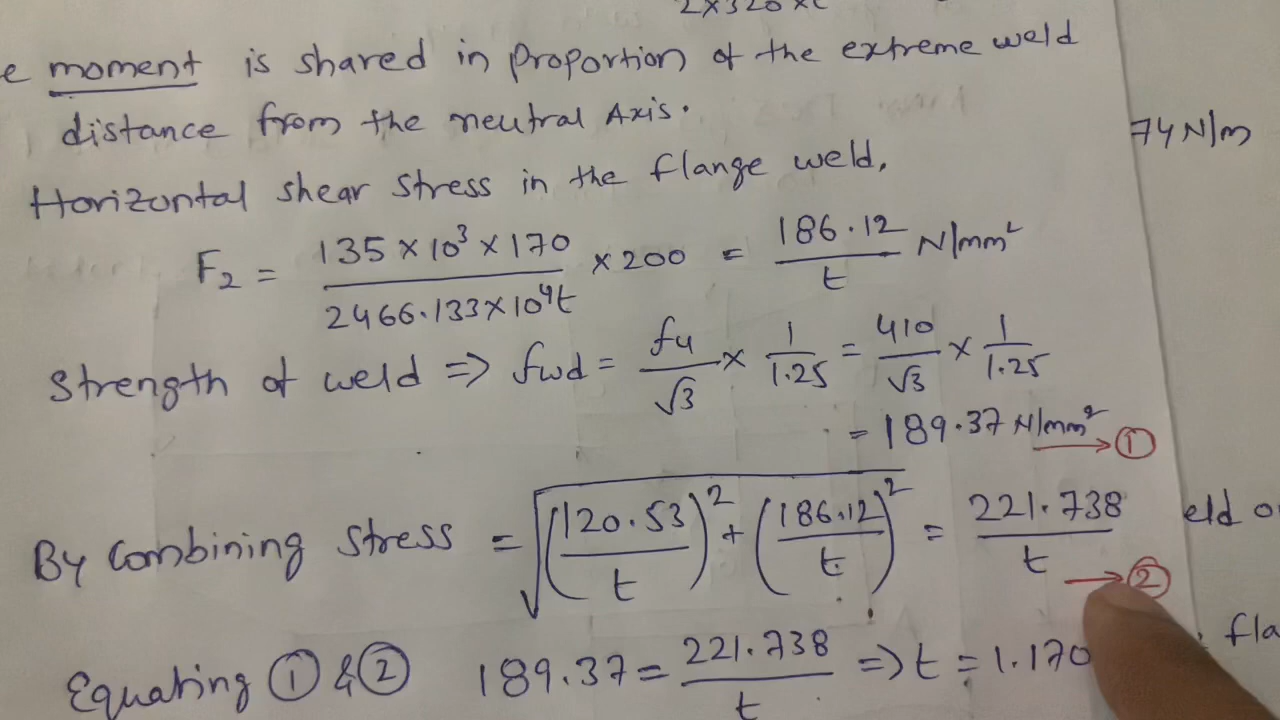 2×320×t
e moment is shared in proportion of the extreme weld
distance from the neutral Axis.
74 N/m
Horizontal shear stress in the flange weld,
F₂ = 135 × 10³ × 170 / 2466.133 × 10⁴t × 200 = 186.12 / t N/mm²
Strength of weld => fwd = fu / √3 × 1 / 1.25 = 410 / √3 × 1 / 1.25
= 189.37 N/mm² → ①
By Combining stress = √((120.53 / t)² + (186.12 / t)²) = 221.738 / t → ②
eld o
Equating ① & ② 189.37 = 221.738 / t => t = 1.170
fla